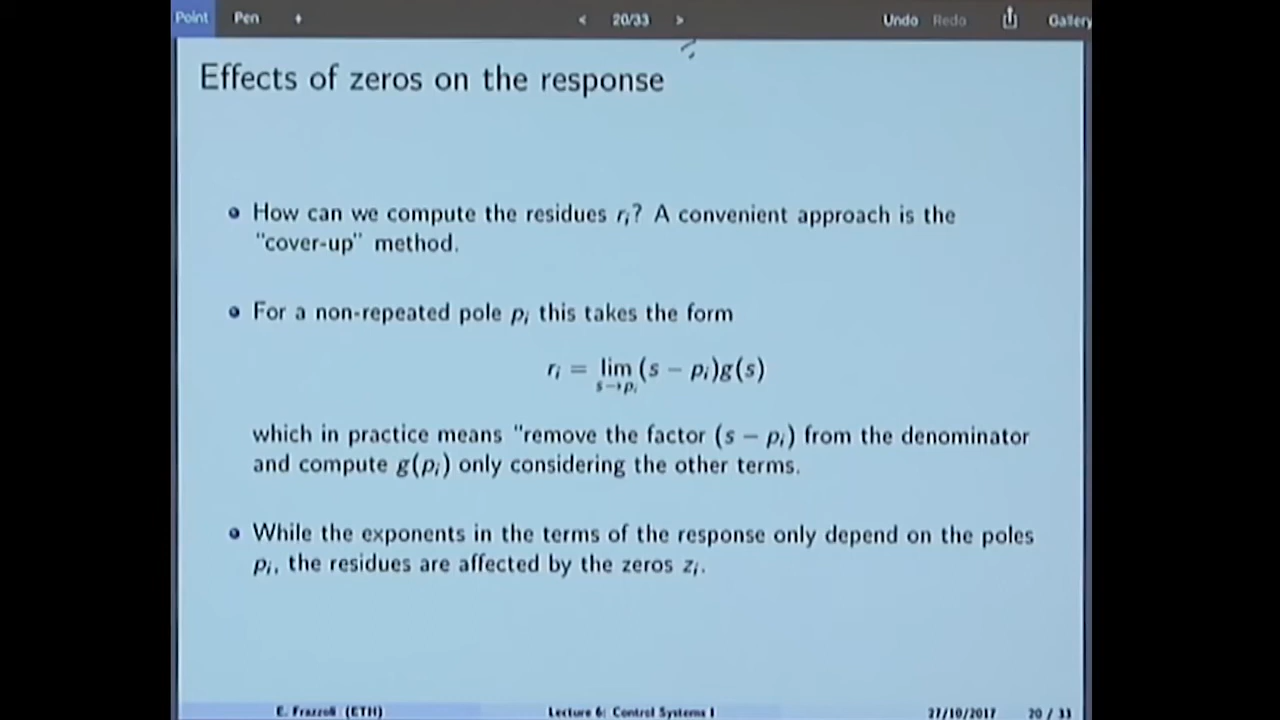 Point Pen + < 20/33 > Undo Redo Gallery
Effects of zeros on the response
How can we compute the residues rᵢ? A convenient approach is the
"cover-up" method.
For a non-repeated pole pᵢ this takes the form
rᵢ = lim (s − pᵢ)g(s)
s→pᵢ
which in practice means "remove the factor (s − pᵢ) from the denominator
and compute g(pᵢ) only considering the other terms.
While the exponents in the terms of the response only depend on the poles
pᵢ, the residues are affected by the zeros zᵢ.
E. Frazzoli (ETH) Lecture 6: Control Systems I 27/10/2017 20 / 33